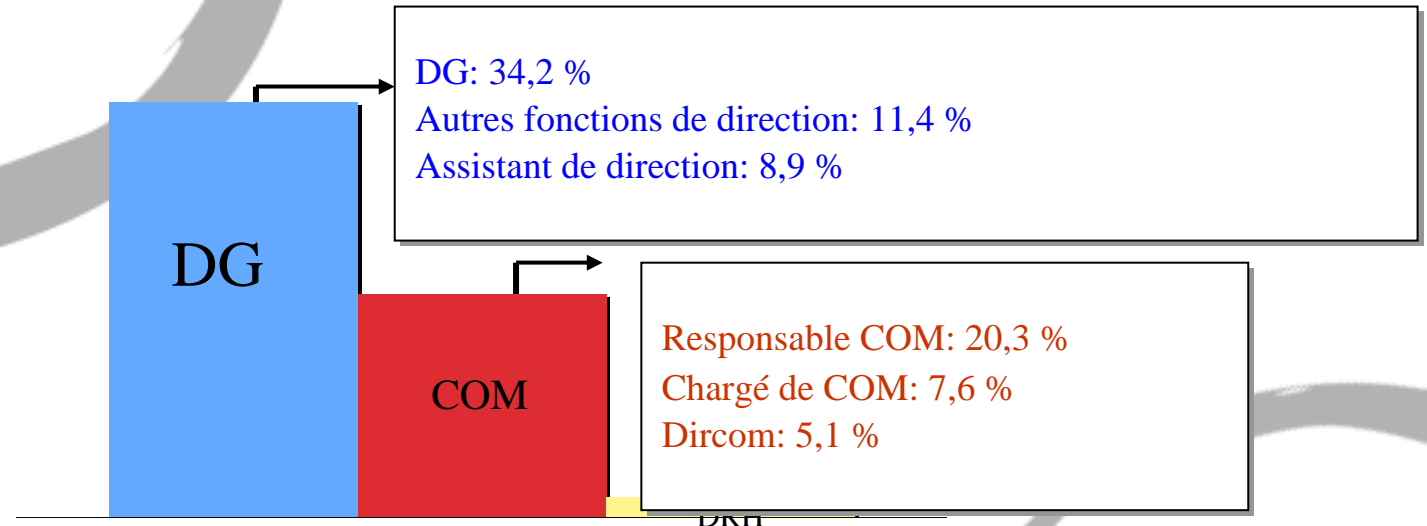 DG: 34,2 %
Autres fonctions de direction: 11,4 %
Assistant de direction: 8,9 %
DG
Responsable COM: 20,3 %
Chargé de COM: 7,6 %
Dircom: 5,1 %
COM
DRH